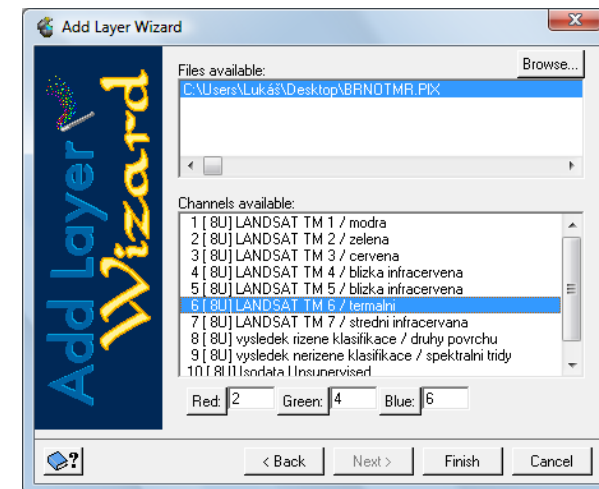 Add Layer Wizard
Add Layer Wizard
Files available:
Browse...
C:\Users\Lukáš\Desktop\BRNOTMR.PIX
Channels available:
1 [ 8U] LANDSAT TM 1 / modra
2 [ 8U] LANDSAT TM 2 / zelena
3 [ 8U] LANDSAT TM 3 / cervena
4 [ 8U] LANDSAT TM 4 / blizka infracervena
5 [ 8U] LANDSAT TM 5 / blizka infracervena
6 [ 8U] LANDSAT TM 6 / termalni
7 [ 8U] LANDSAT TM 7 / stredni infracervana
8 [ 8U] vysledek rizene klasifikace / druhy povrchu
9 [ 8U] vysledek nerizene klasifikace / spektralni tridy
10 [ 8U] Isodata Unsupervised
Red: 2 Green: 4 Blue: 6
?
< Back Next > Finish Cancel